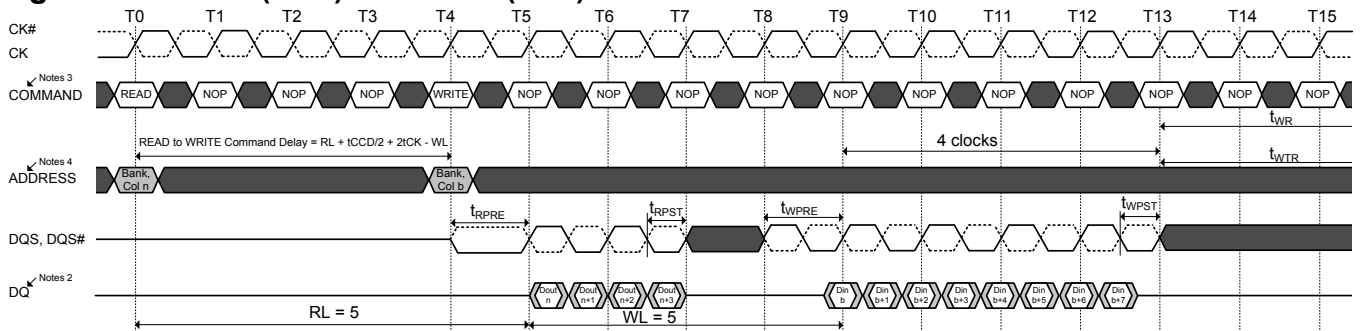 T0 T1 T2 T3 T4 T5 T6 T7 T8 T9 T10 T11 T12 T13 T14 T15
CK#
CK
Notes 3
COMMAND
READ NOP NOP NOP WRITE NOP NOP NOP NOP NOP NOP NOP NOP NOP NOP NOP
tWR
READ to WRITE Command Delay = RL + tCCD/2 + 2tCK - WL
4 clocks
tWTR
Notes 4
ADDRESS
Bank, Col n
Bank, Col b
tRPRE tRPST tWPRE tWPST
DQS, DQS#
Notes 2
DQ
Dout n
Dout n+1
Dout n+2
Dout n+3
Din b
Din b+1
Din b+2
Din b+3
Din b+4
Din b+5
Din b+6
Din b+7
RL = 5 WL = 5